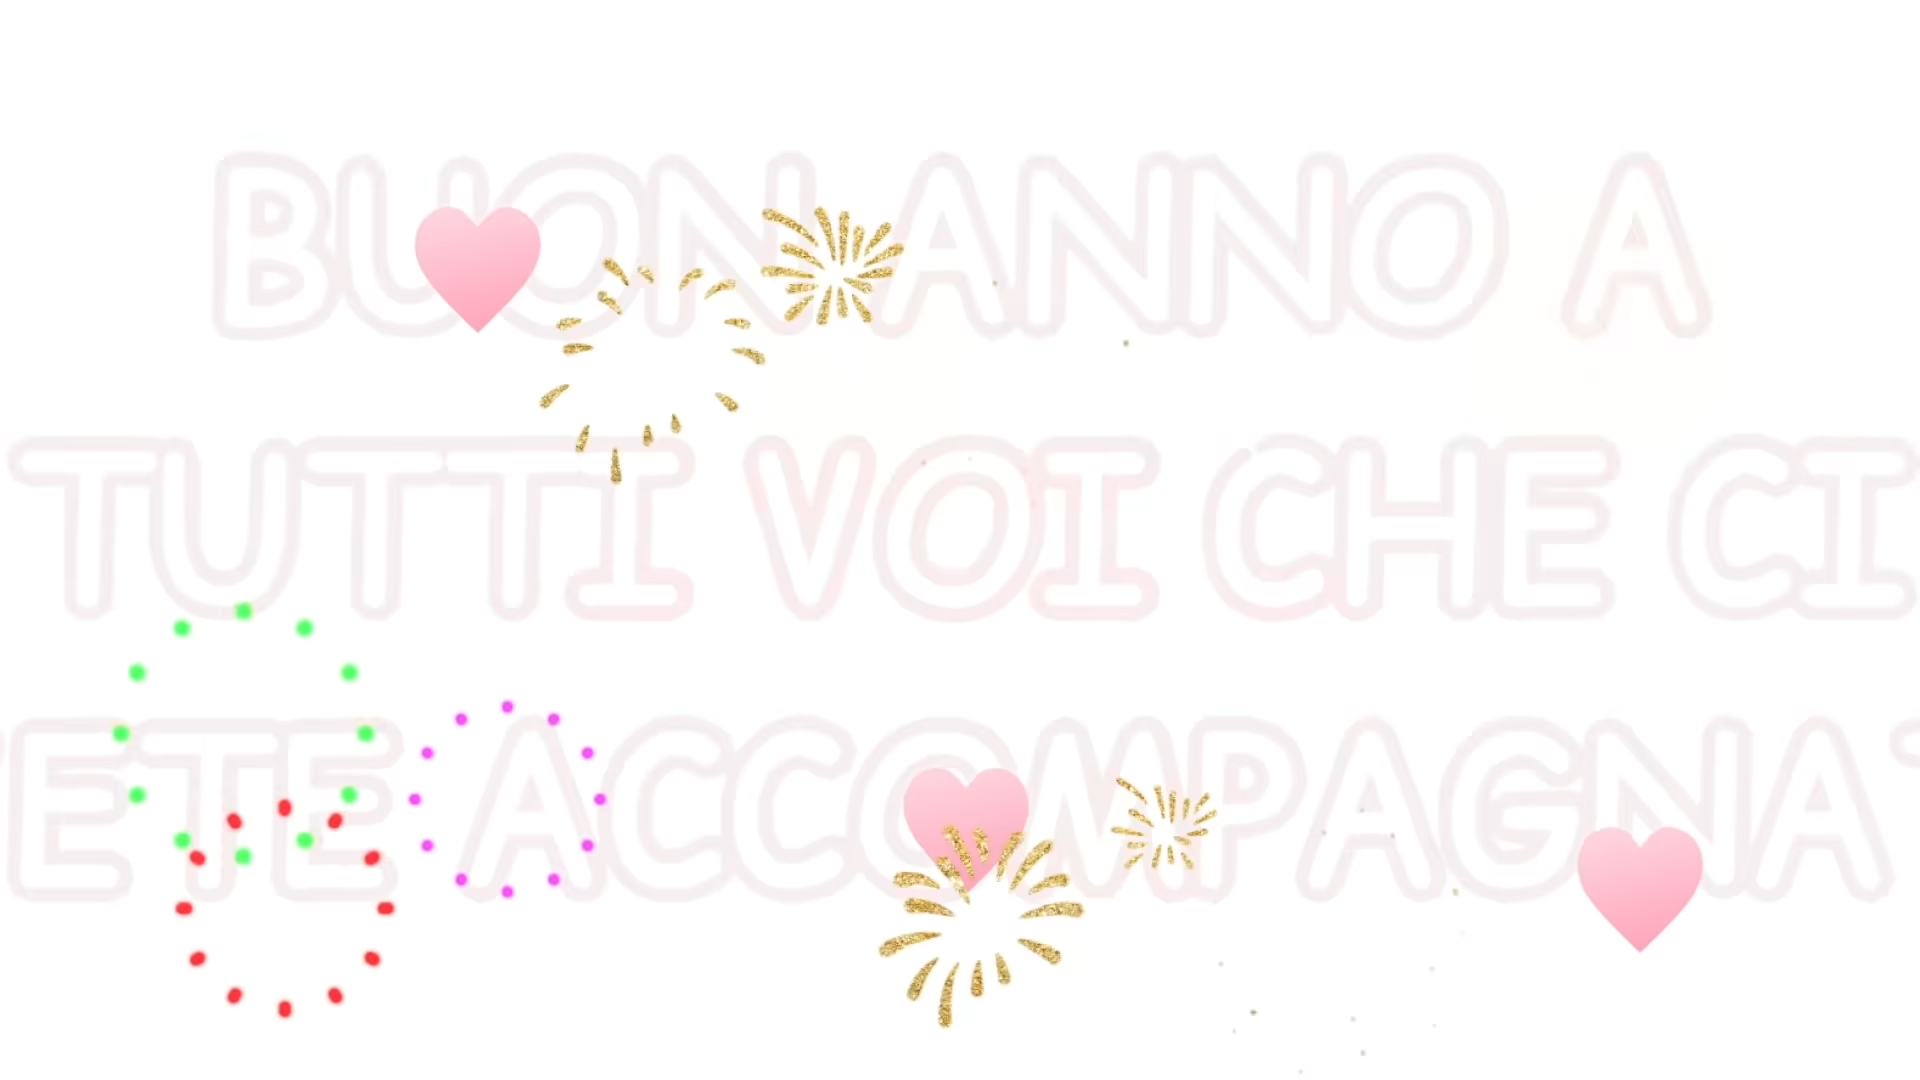 BUON ANNO A
TUTTI VOI CHE CI
ETE ACCOMPAGNAT